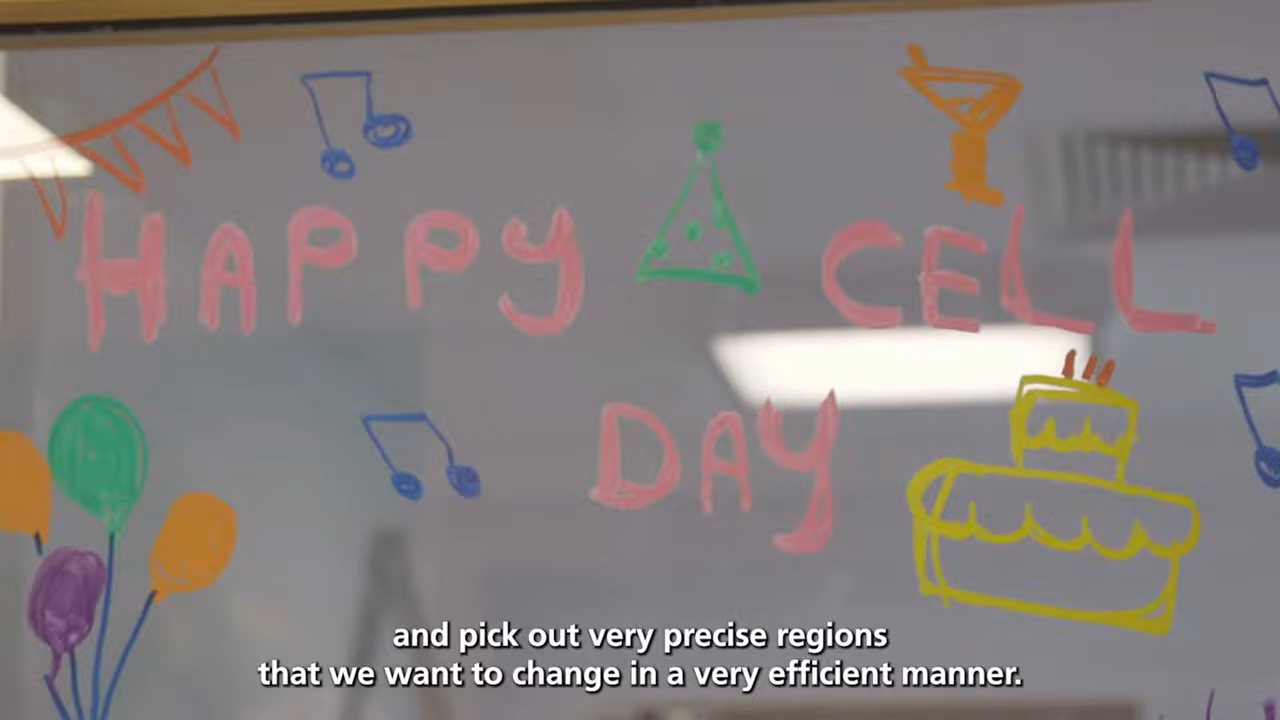 HAPPY CELL
DAY
and pick out very precise regions
that we want to change in a very efficient manner.